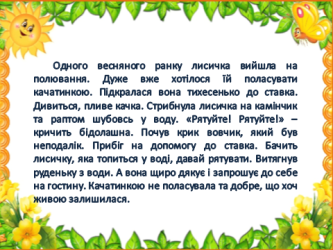 Одного весняного ранку лисичка вийшла на
полювання. Дуже вже хотілося їй поласувати
качатинкою. Підкралася вона тихесенько до ставка.
Дивиться, пливе качка. Стрибнула лисичка на камінчик
та раптом шубовсь у воду. «Рятуйте! Рятуйте!» –
кричить бідолашна. Почув крик вовчик, який був
неподалік. Прибіг на допомогу до ставка. Бачить
лисичку, яка топиться у воді, давай рятувати. Витягнув
руденьку з води. А вона щиро дякує і запрошує до себе
на гостину. Качатинкою не поласувала та добре, що хоч
живою залишилася.